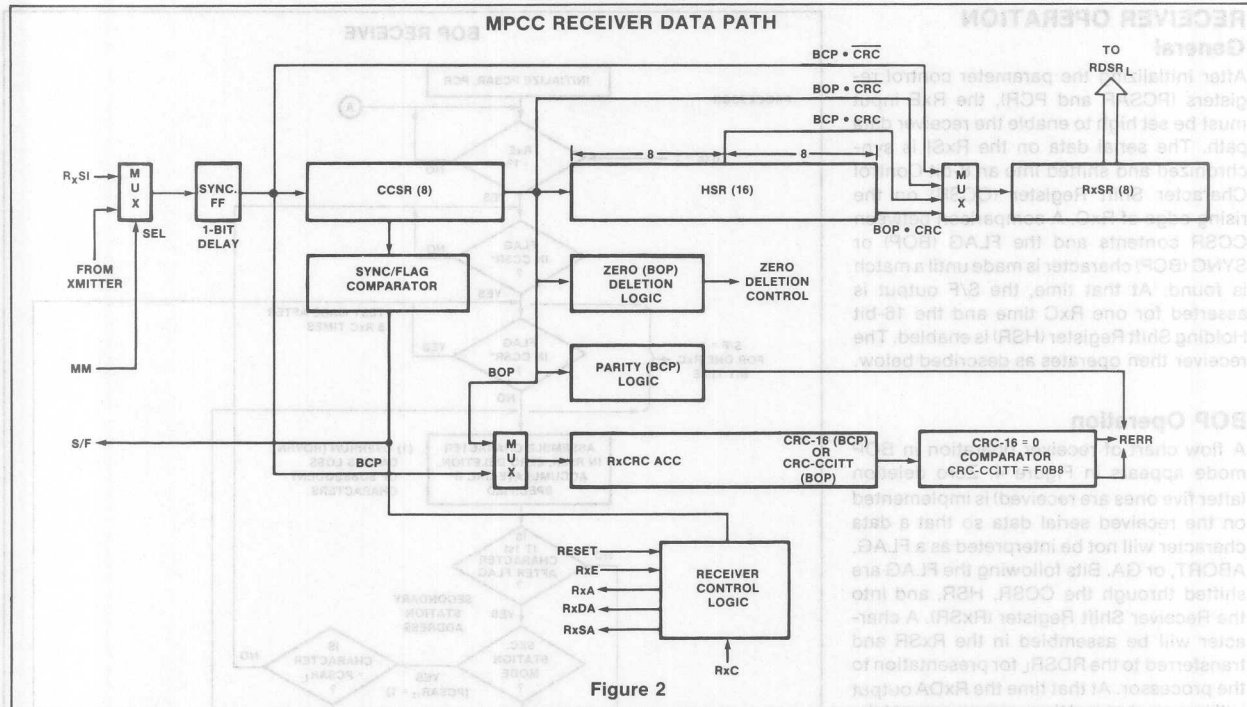 MPCC RECEIVER DATA PATH
BCP • CRC
BOP • CRC
BCP • CRC
TO
RDSR L
8
8
RxSI
MUX
SYNC.
FF
1-BIT
DELAY
CCSR (8)
HSR (16)
MUX
RxSR (8)
SEL
BOP • CRC
FROM
XMITTER
SYNC/FLAG
COMPARATOR
ZERO (BOP)
DELETION
LOGIC
ZERO
DELETION
CONTROL
MM
BOP
PARITY (BCP)
LOGIC
S/F
BCP
MUX
RxCRC ACC
CRC-16 (BCP)
OR
CRC-CCITT
(BOP)
CRC-16 = 0
COMPARATOR
CRC-CCITT = F0B8
RERR
RESET
RxE
RxA
RxDA
RxSA
RECEIVER
CONTROL
LOGIC
RxC
Figure 2
RECEIVER OPERATION
General
After initializing the parameter control re-
gisters (PCSAR and PCR), the RxE input
must be set high to enable the receiver data
path. The serial data on the RxSI is syn-
chronized and shifted into an 8-bit Control
Character Shift Register (CCSR) on the
rising edge of RxC. A comparison between
CCSR contents and the FLAG (BOP) or
SYNC (BCP) character is made until a match
is found. At that time, the S/F output is
asserted for one RxC time and the 16-bit
Holding Shift Register (HSR) is enabled. The
receiver then operates as described below.
BOP Operation
A flow chart of receiver operation in BOP
mode appears in Figure Zero deletion
(after five ones are received) is implemented
on the received serial data so that a data
character will not be interpreted as a FLAG,
ABORT, or GA. Bits following the FLAG are
shifted through the CCSR, HSR, and into
the Receiver Shift Register (RxSR). A char-
acter will be assembled in the RxSR and
transferred to the RDSR L for presentation to
the processor. At that time the RxDA output
BOP RECEIVE
INITIALIZE PCSAR, PCR
A